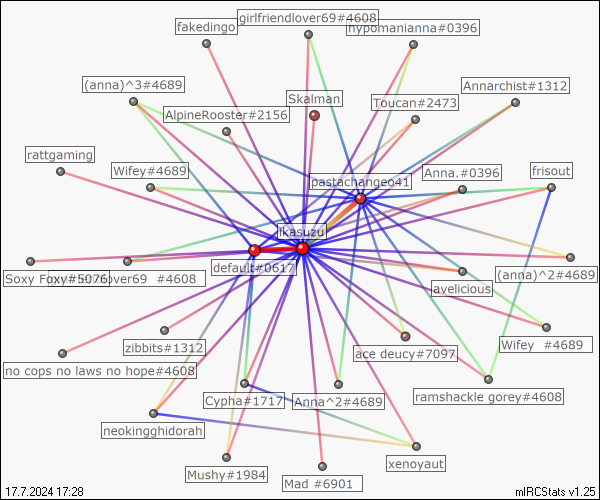 girlfriendlover69#4608
fakedingo
hypomanianna#0396
(anna)^3#4689
Annarchist#1312
Skalman
Toucan#2473
AlpineRooster#2156
rattgaming
Wifey#4689
Anna.#0396
frisout
pastachangeo41
ikasuzu
default#0617
Soxy Foxy#5076
over69 #4608
(anna)^2#4689
avelicious
zibbits#1312
ace deucy#7097
Wifey #4689
no cops no laws no hope#4608
Cypha#1717
Anna^2#4689
ramshackle gorey#4608
neokingghidorah
xenoyaut
Mushy#1984
Mad #6901
17.7.2024 17:28
mIRCStats v1.25